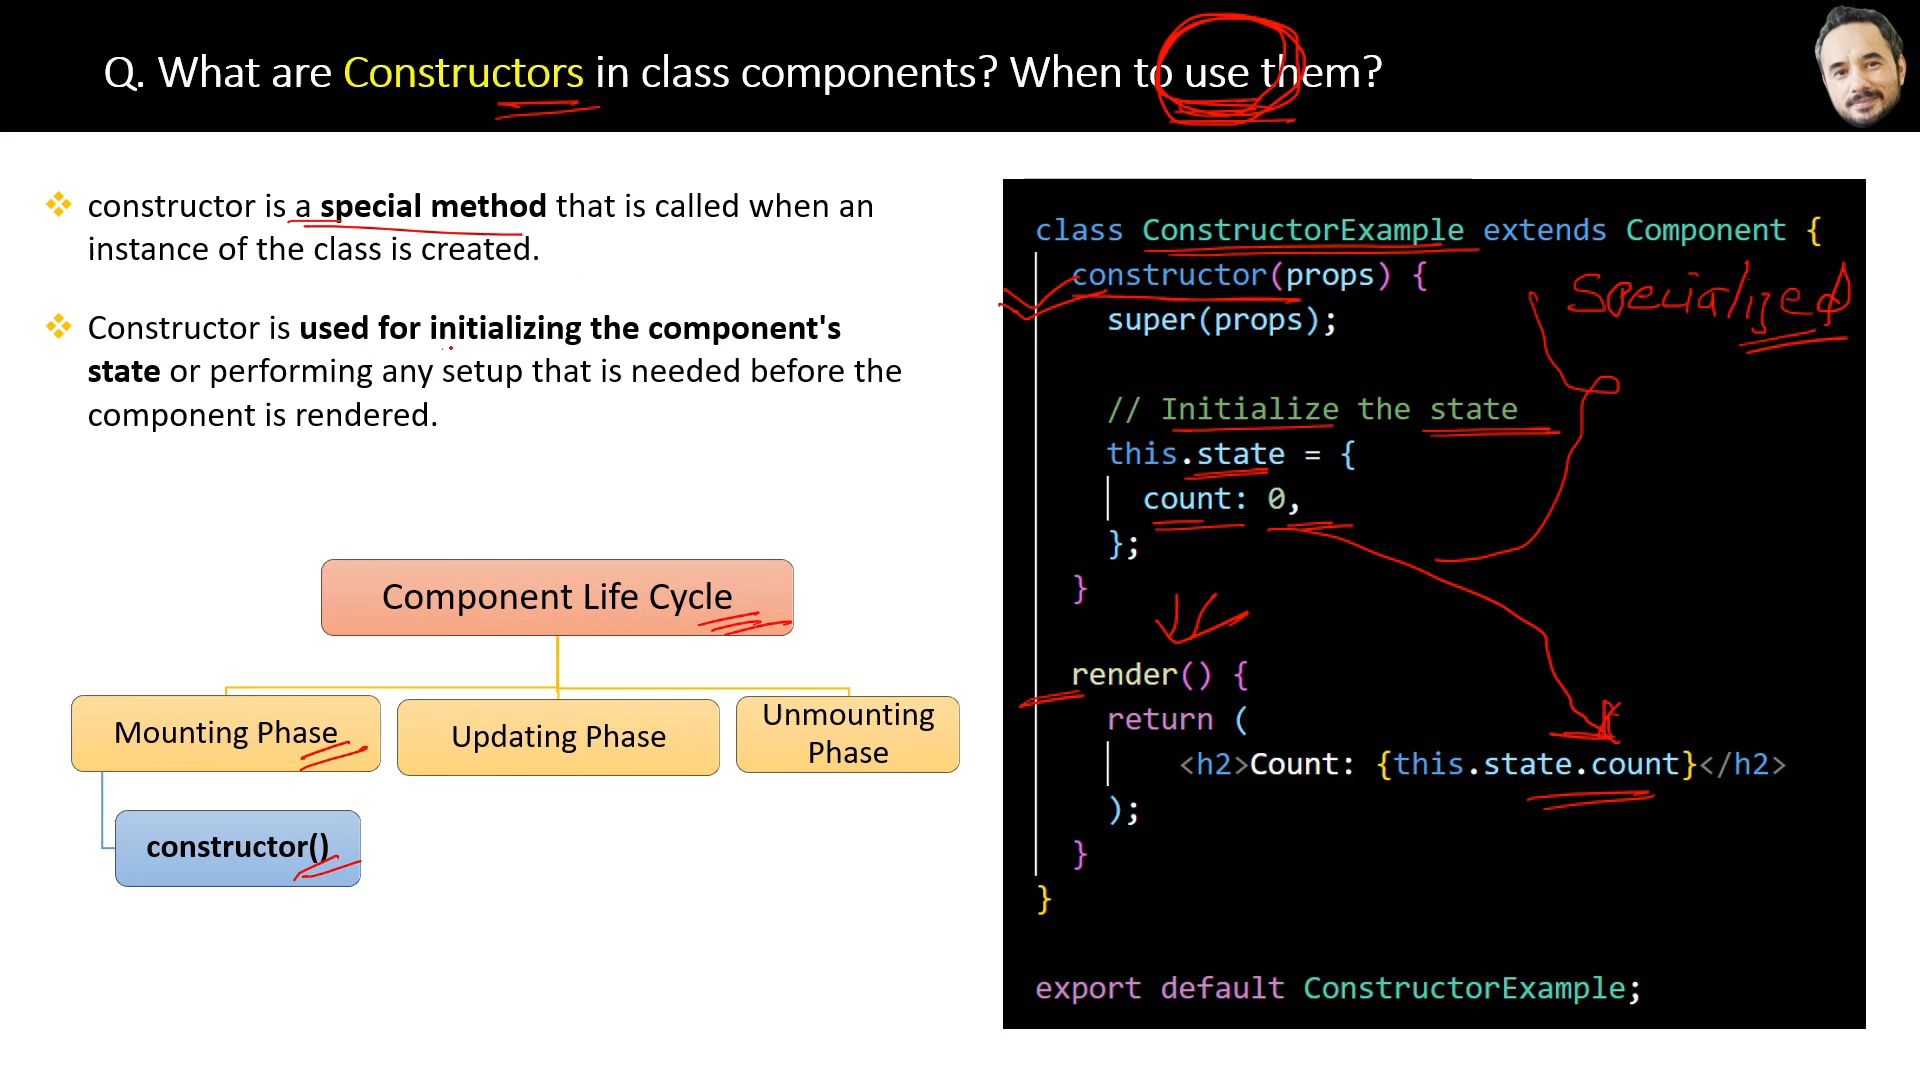 Q. What are Constructors in class components? When to use them?
constructor is a special method that is called when an
instance of the class is created.
Constructor is used for initializing the component's
state or performing any setup that is needed before the
component is rendered.
Component Life Cycle
Mounting Phase
Updating Phase
Unmounting
Phase
constructor()
class ConstructorExample extends Component {
constructor(props) {
super(props);
Specialized
// Initialize the state
this.state = {
count: 0,
};
}
render() {
return (
<h2>Count: {this.state.count}</h2>
);
}
}
export default ConstructorExample;